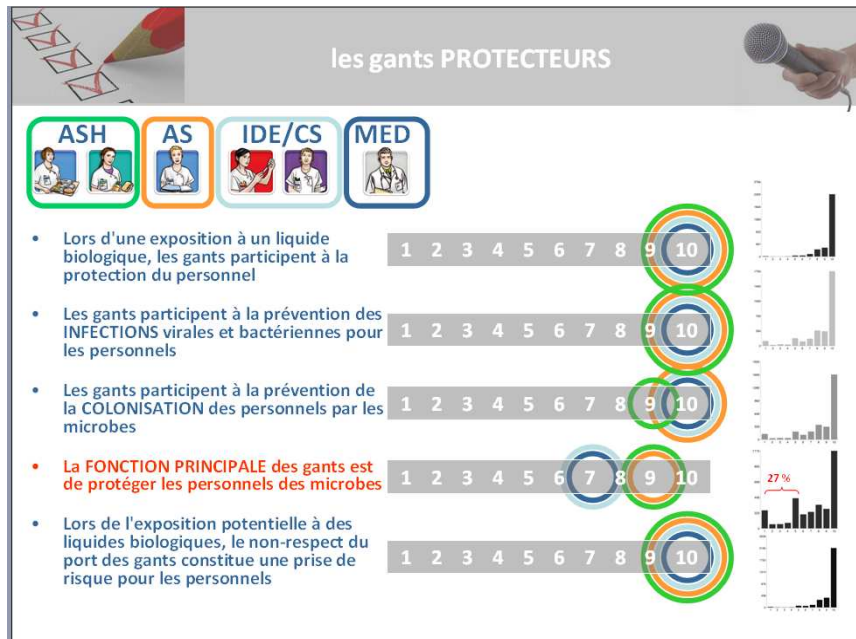 les gants PROTECTEURS
ASH
AS
IDE/CS
MED
• Lors d'une exposition à un liquide
biologique, les gants participent à la
protection du personnel
1 2 3 4 5 6 7 8 9 10
• Les gants participent à la prévention des
INFECTIONS virales et bactériennes pour
les personnels
1 2 3 4 5 6 7 8 9 10
• Les gants participent à la prévention de
la COLONISATION des personnels par les
microbes
1 2 3 4 5 6 7 8 9 10
• La FONCTION PRINCIPALE des gants est
de protéger les personnels des microbes
1 2 3 4 5 6 7 8 9 10
27 %
• Lors de l'exposition potentielle à des
liquides biologiques, le non-respect du
port des gants constitue une prise de
risque pour les personnels
1 2 3 4 5 6 7 8 9 10